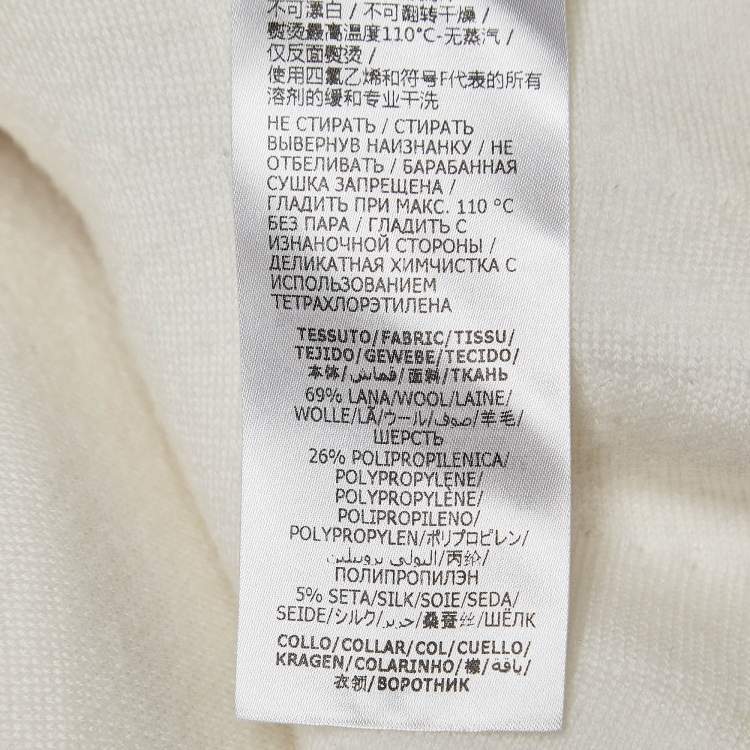 不可漂白 / 不可翻转干燥 /
熨烫最高温度110°C-无蒸汽 /
仅反面熨烫 /
使用四氯乙烯和符号F代表的所有
溶剂的缓和专业干洗
НЕ СТИРАТЬ / СТИРАТЬ
ВЫВЕРНУВ НАИЗНАНКУ / НЕ
ОТБЕЛИВАТЬ / БАРАБАННАЯ
СУШКА ЗАПРЕЩЕНА /
ГЛАДИТЬ ПРИ МАКС. 110 °C
БЕЗ ПАРА / ГЛАДИТЬ С
ИЗНАНОЧНОЙ СТОРОНЫ /
ДЕЛИКАТНАЯ ХИМЧИСТКА С
ИСПОЛЬЗОВАНИЕМ
ТЕТРАХЛОРЭТИЛЕНА
TESSUTO/FABRIC/TISSU/
TEJIDO/GEWEBE/TECIDO/
本体/قماش/面料/ТКАНЬ
69% LANA/WOOL/LAINE/
WOLLE/LÃ/ウール/صوف/羊毛/
ШЕРСТЬ
26% POLIPROPILENICA/
POLYPROPYLENE/
POLYPROPYLÈNE/
POLIPROPILENO/
POLYPROPYLEN/ポリプロピレン/
البولي بروبيلين/丙纶/
ПОЛИПРОПИЛЭН
5% SETA/SILK/SOIE/SEDA/
SEIDE/シルク/حرير/桑蚕丝/ШЁЛК
COLLO/COLLAR/COL/CUELLO/
KRAGEN/COLARINHO/襟/ياقة/
衣领/ВОРОТНИК